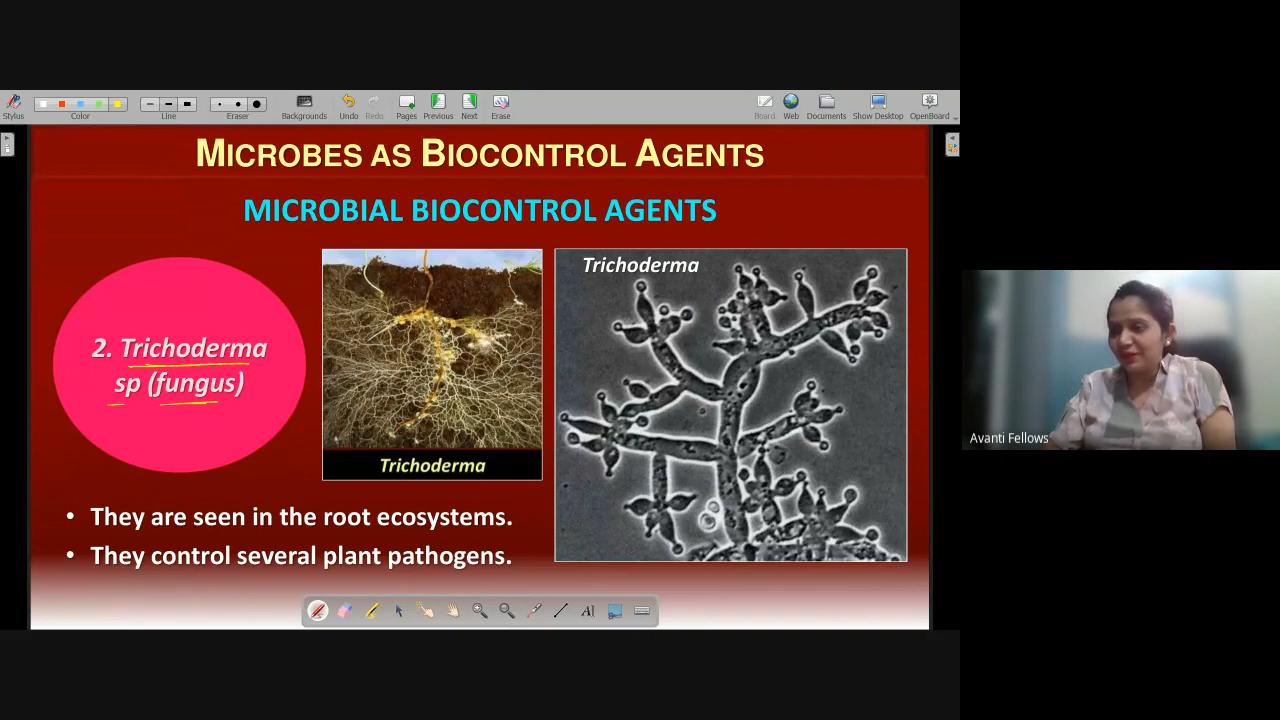 Stylus
Color
Line
Eraser
Backgrounds
Undo
Redo
Pages
Previous
Next
Erase
Board
Web
Documents
Show Desktop
OpenBoard
MICROBES AS BIOCONTROL AGENTS
MICROBIAL BIOCONTROL AGENTS
2. Trichoderma
sp (fungus)
Trichoderma
Trichoderma
• They are seen in the root ecosystems.
• They control several plant pathogens.
AI
Avanti Fellows